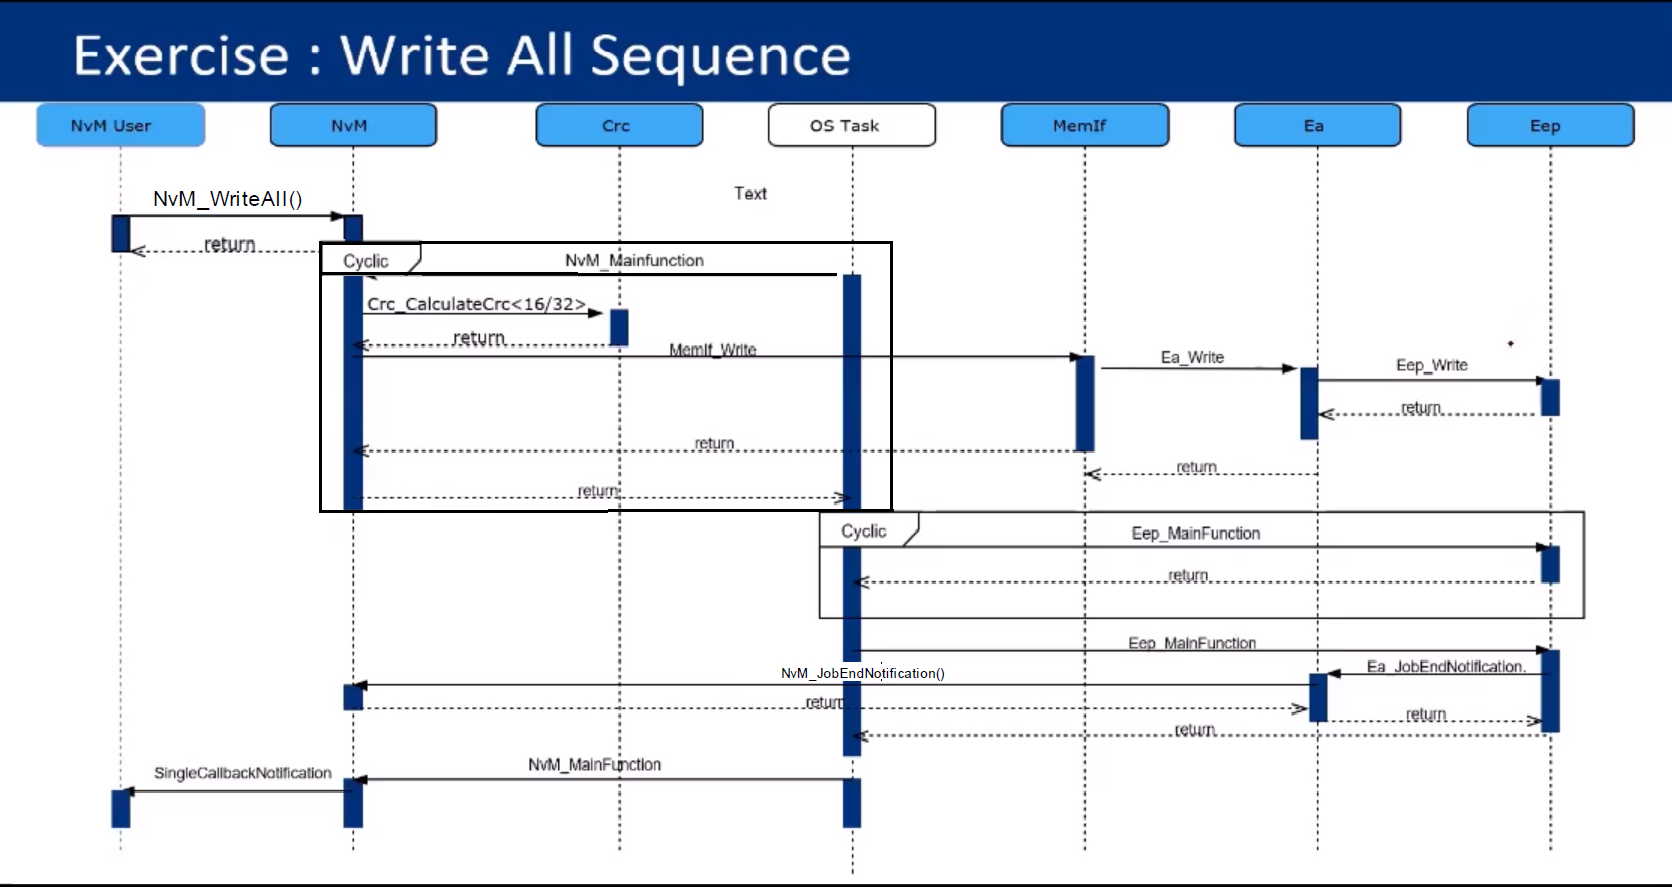 Exercise : Write All Sequence
NvM User
NvM
Crc
OS Task
MemIf
Ea
Eep
Text
NvM_WriteAll()
return
Cyclic
NvM_Mainfunction
Crc_CalculateCrc<16/32>
return
MemIf_Write
Ea_Write
Eep_Write
return
return
return
return
Cyclic
Eep_MainFunction
return
Eep_MainFunction
Ea_JobEndNotification.
NvM_JobEndNotification()
return
return
return
NvM_MainFunction
SingleCallbackNotification